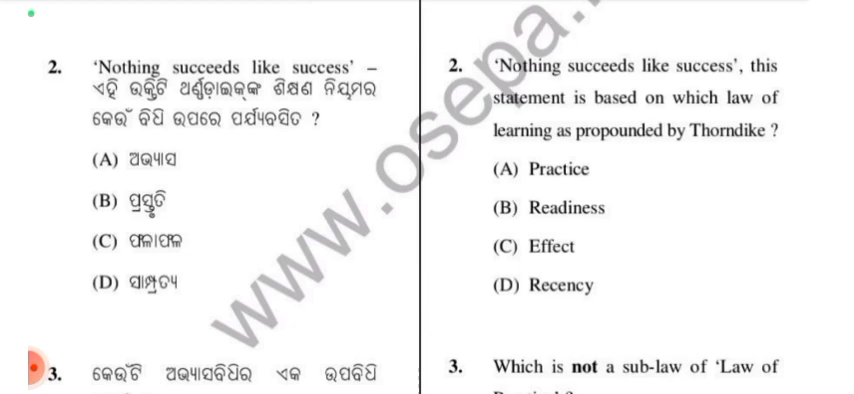 2. ‘Nothing succeeds like success’ –
ଏହି ଉକ୍ତିଟି ଥର୍ଣ୍ଣଡ଼ାଇକ୍‌ଙ୍କ ଶିକ୍ଷଣ ନିୟମର
କେଉଁ ବିଧି ଉପରେ ପର୍ଯ୍ୟବସିତ ?
(A) ଅଭ୍ୟାସ
(B) ପ୍ରସ୍ତୁତି
(C) ଫଳାଫଳ
(D) ସାମ୍ପ୍ରତ୍ୟ
3. କେଉଁଟି ଅଭ୍ୟାସବିଧିର ଏକ ଉପବିଧି
2. ‘Nothing succeeds like success’, this
statement is based on which law of
learning as propounded by Thorndike ?
(A) Practice
(B) Readiness
(C) Effect
(D) Recency
3. Which is not a sub-law of ‘Law of
www.osepa.